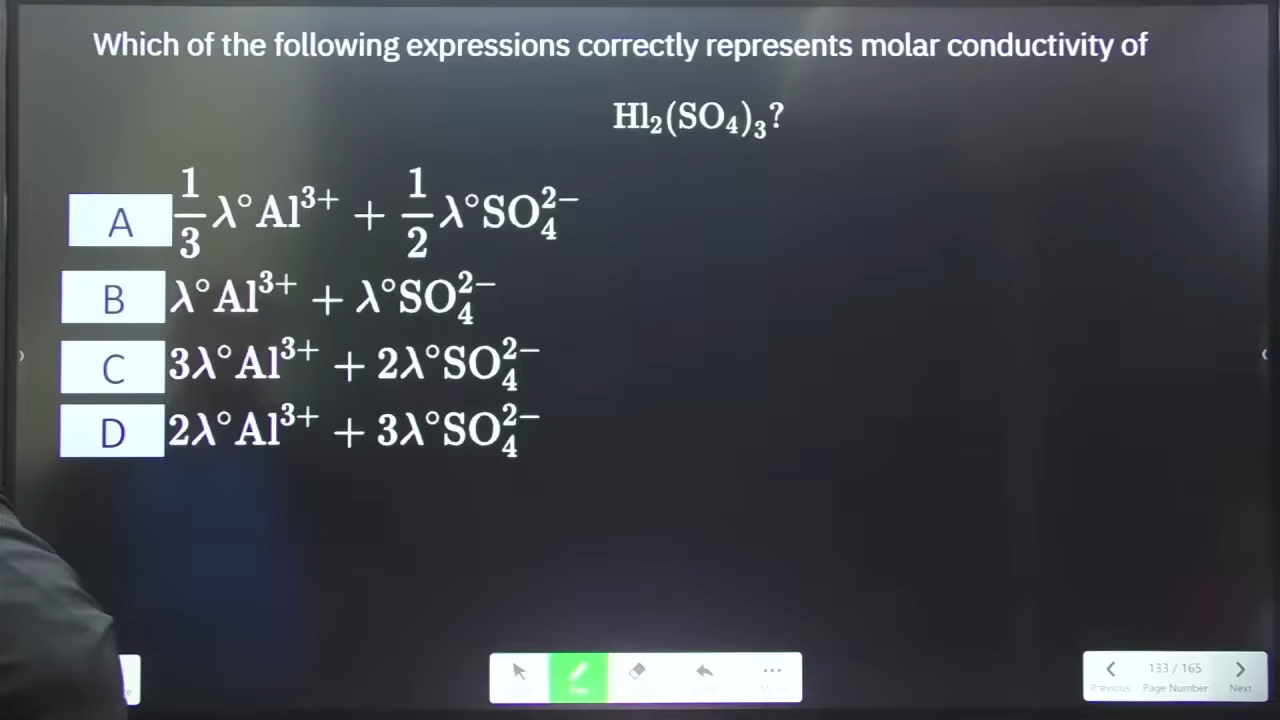 Which of the following expressions correctly represents molar conductivity of
Hl₂(SO₄)₃?
A 1/3 λ°Al³⁺ + 1/2 λ°SO₄²⁻
B λ°Al³⁺ + λ°SO₄²⁻
C 3λ°Al³⁺ + 2λ°SO₄²⁻
D 2λ°Al³⁺ + 3λ°SO₄²⁻
133 / 165
Previous Page Number Next